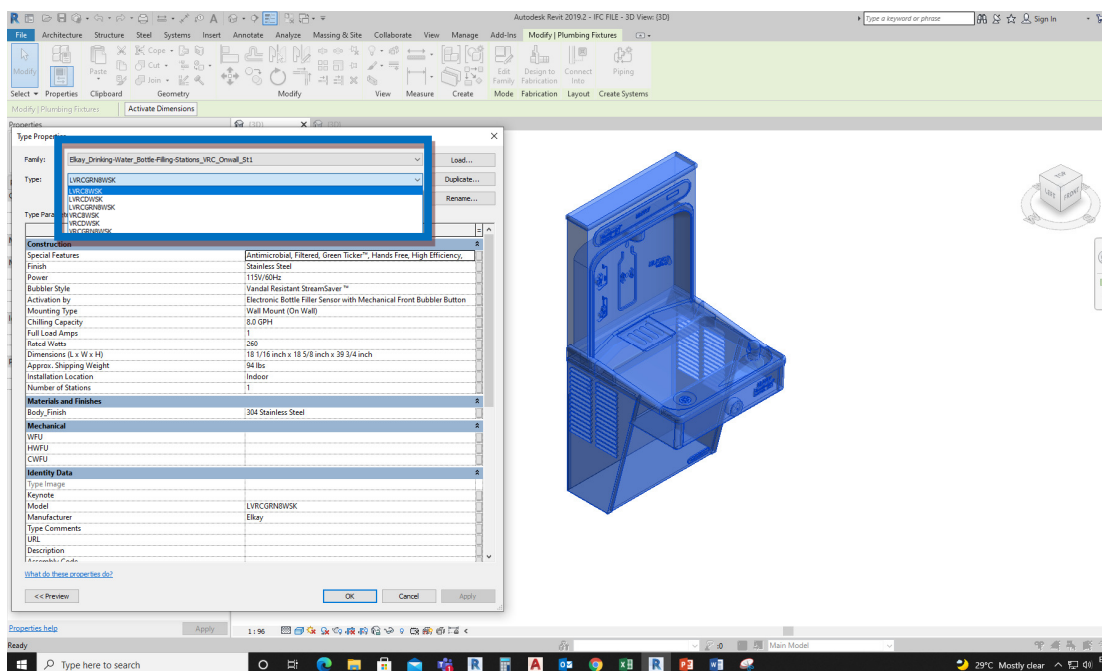 Autodesk Revit 2019.2 - IFC FILE - 3D View: {3D}
Type a keyword or phrase
Sign In
File Architecture Structure Steel Systems Insert Annotate Analyze Massing & Site Collaborate View Manage Add-Ins Modify | Plumbing Fixtures
Modify
Paste
Cope
Cut
Join
Edit Family
Design to Fabrication
Connect Into
Piping
Select Properties Clipboard Geometry Modify View Measure Create Mode Fabrication Layout Create Systems
Modify | Plumbing Fixtures Activate Dimensions
Properties
Type Properties
Family: Elkay_Drinking-Water_Bottle-Filling-Stations_VRC_Onwall_St1 Load...
Type: LVRCGRN8WSK Duplicate...
LVRC8WSK
Rename...
LVRCDWSK
LVRCGRN8WSK
VRC8WSK
VRCDWSK
VRCGRN8WSK
=
Construction
Special Features Antimicrobial, Filtered, Green Ticker™, Hands Free, High Efficiency,
Finish Stainless Steel
Power 115V/60Hz
Bubbler Style Vandal Resistant StreamSaver ™
Activation by Electronic Bottle Filler Sensor with Mechanical Front Bubbler Button
Mounting Type Wall Mount (On Wall)
Chilling Capacity 8.0 GPH
Full Load Amps 1
Rated Watts 260
Dimensions (L x W x H) 18 1/16 inch x 18 5/8 inch x 39 3/4 inch
Approx. Shipping Weight 94 lbs
Installation Location Indoor
Number of Stations 1
Materials and Finishes
Body_Finish 304 Stainless Steel
Mechanical
WFU
HWFU
CWFU
Identity Data
Type Image
Keynote
Model LVRCGRN8WSK
Manufacturer Elkay
Type Comments
URL
Description
Assembly Code
What do these properties do?
<< Preview OK Cancel Apply
TOP
LEFT FRONT
Properties help Apply 1 : 96
Ready :0 Main Model
Type here to search 29°C Mostly clear